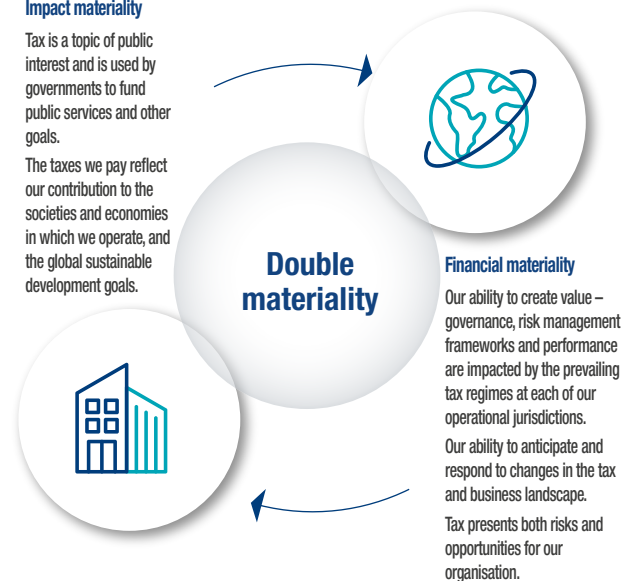 Impact materiality
Tax is a topic of public
interest and is used by
governments to fund
public services and other
goals.
The taxes we pay reflect
our contribution to the
societies and economies
in which we operate, and
the global sustainable
development goals.
Double
materiality
Financial materiality
Our ability to create value –
governance, risk management
frameworks and performance
are impacted by the prevailing
tax regimes at each of our
operational jurisdictions.
Our ability to anticipate and
respond to changes in the tax
and business landscape.
Tax presents both risks and
opportunities for our
organisation.